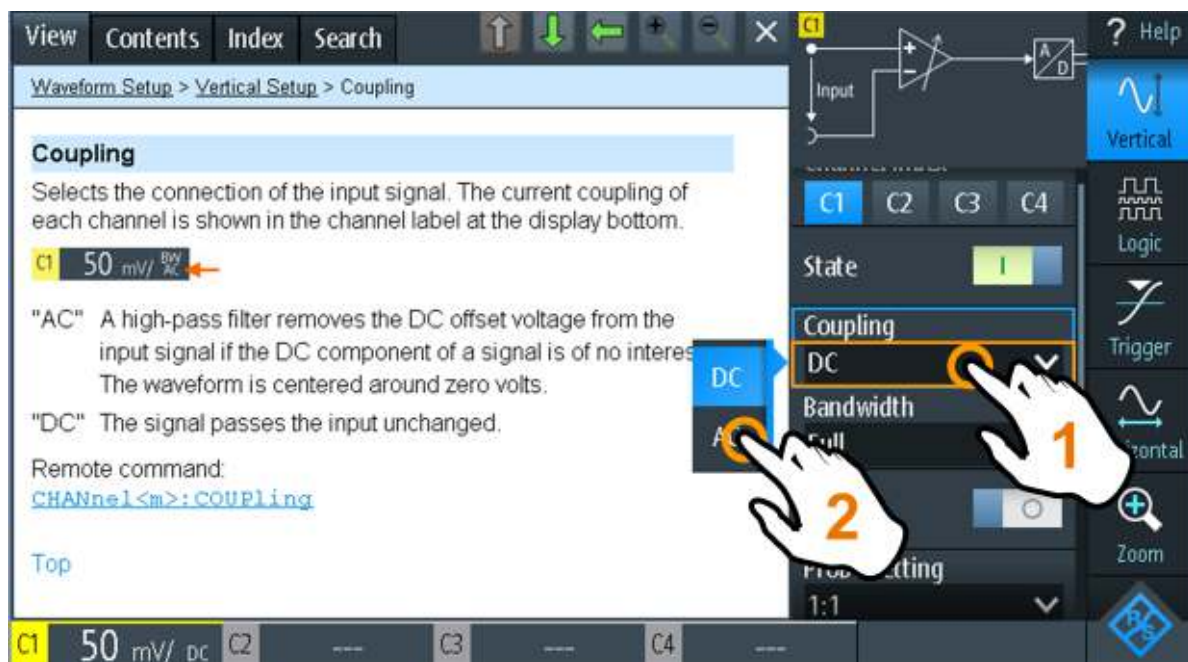 View Contents Index Search
Waveform Setup > Vertical Setup > Coupling
Coupling
Selects the connection of the input signal. The current coupling of
each channel is shown in the channel label at the display bottom.
C1 50 mV/ BW AC
"AC" A high-pass filter removes the DC offset voltage from the
input signal if the DC component of a signal is of no
The waveform is centered around zero volts.
"DC" The signal passes the input unchanged.
Remote command:
CHANnel<m>:COUPling
Top
DC
2
C1
Input
A
D
C1 C2 C3 C4
State
I
Coupling
DC
1
Bandwidth
Full
1:1
? Help
Vertical
Logic
Trigger
Zoom
R&S
C1 50 mV/ DC C2 --- C3 --- C4 ---